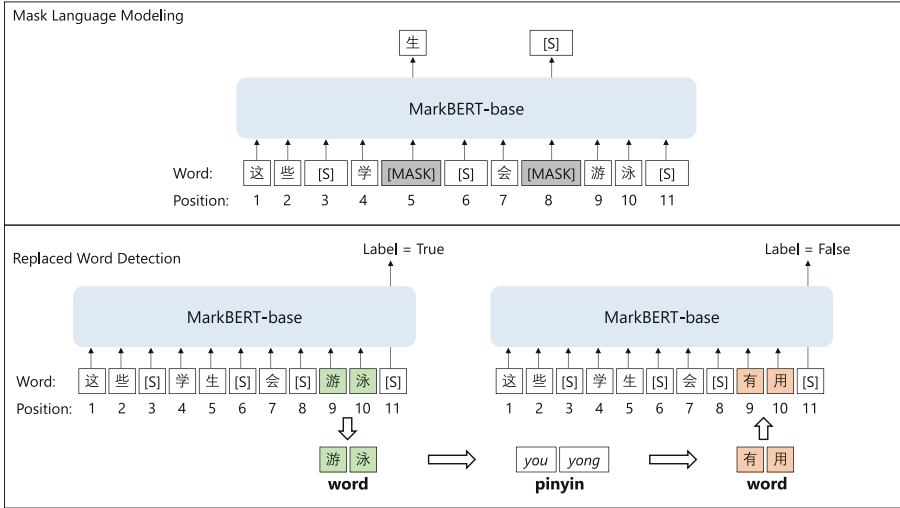 Mask Language Modeling
生 [S]
MarkBERT-base
Word: 这 些 [S] 学 [MASK] [S] 会 [MASK] 游 泳 [S]
Position: 1 2 3 4 5 6 7 8 9 10 11
Replaced Word Detection
Label = True Label = False
MarkBERT-base MarkBERT-base
Word: 这 些 [S] 学 生 [S] 会 [S] 游 泳 [S] 这 些 [S] 学 生 [S] 会 [S] 有 用 [S]
Position: 1 2 3 4 5 6 7 8 9 10 11 1 2 3 4 5 6 7 8 9 10 11
游 泳 you yong 有 用
word pinyin word